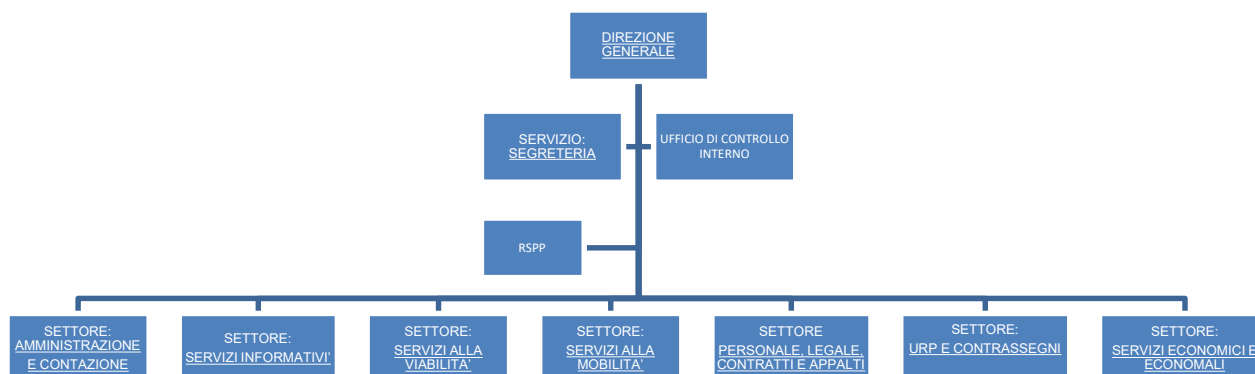 DIREZIONE
GENERALE
SERVIZIO:
SEGRETERIA
UFFICIO DI CONTROLLO
INTERNO
RSPP
SETTORE:
AMMINISTRAZIONE
E CONTAZIONE
SETTORE:
SERVIZI INFORMATIVI'
SETTORE:
SERVIZI ALLA
VIABILITA'
SETTORE:
SERVIZI ALLA
MOBILITA'
SETTORE
PERSONALE, LEGALE,
CONTRATTI E APPALTI
SETTORE:
URP E CONTRASSEGNI
SETTORE:
SERVIZI ECONOMICI E
ECONOMALI